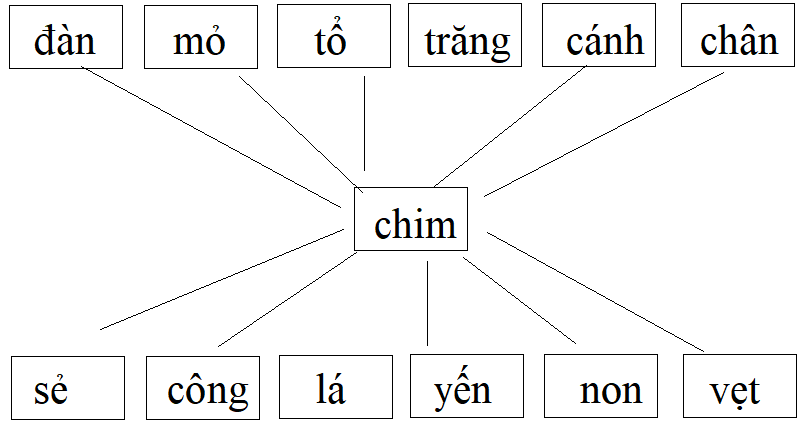 đàn mỏ tổ trăng cánh chân
chim
sẻ công lá yến non vẹt